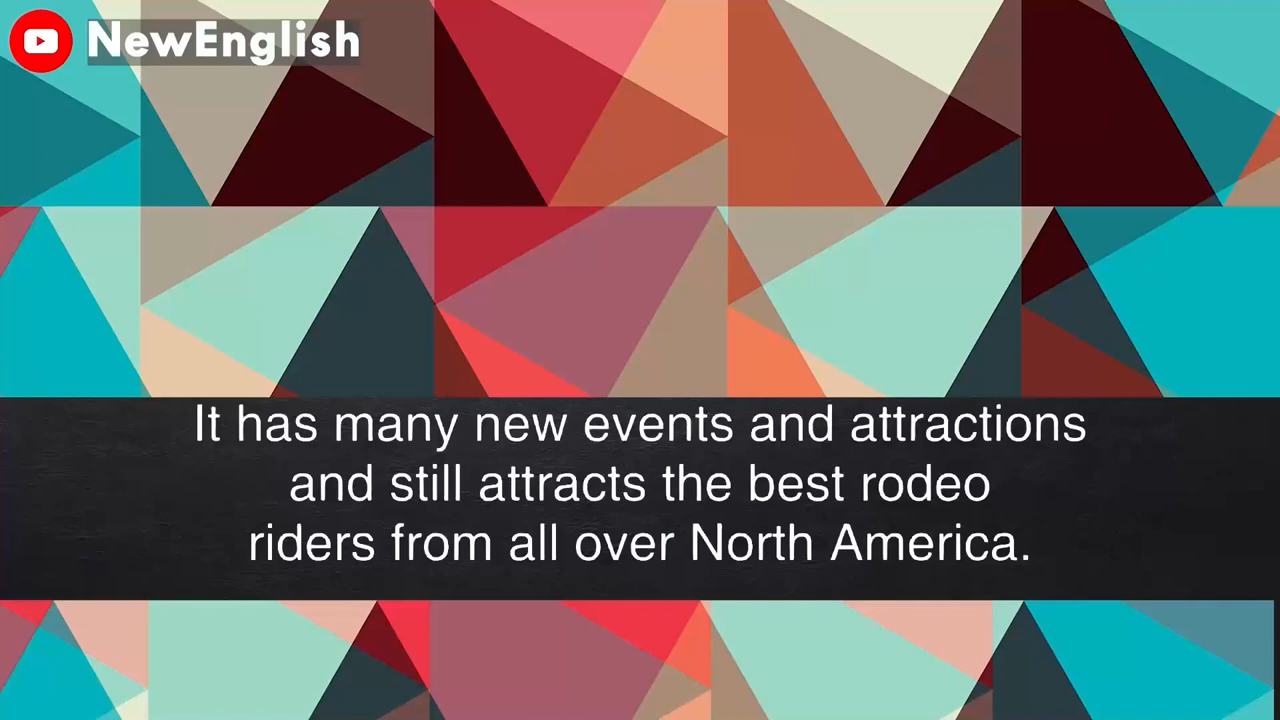 NewEnglish
It has many new events and attractions
and still attracts the best rodeo
riders from all over North America.